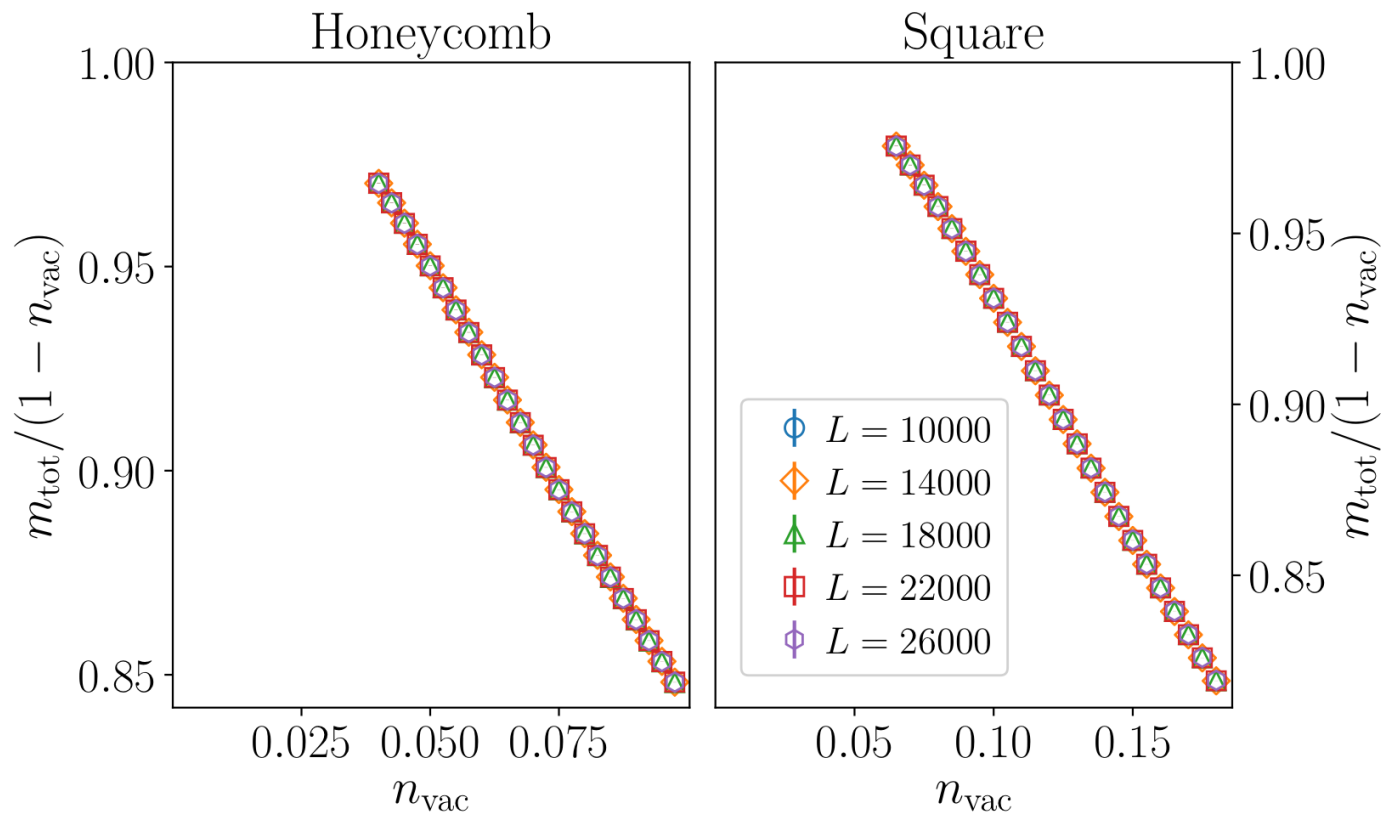 Honeycomb
Square
1.00
0.95
0.90
0.85
m_tot/(1 − n_vac)
0.025 0.050 0.075
n_vac
L = 10000
L = 14000
L = 18000
L = 22000
L = 26000
0.05 0.10 0.15
n_vac
1.00
0.95
0.90
0.85
m_tot/(1 − n_vac)